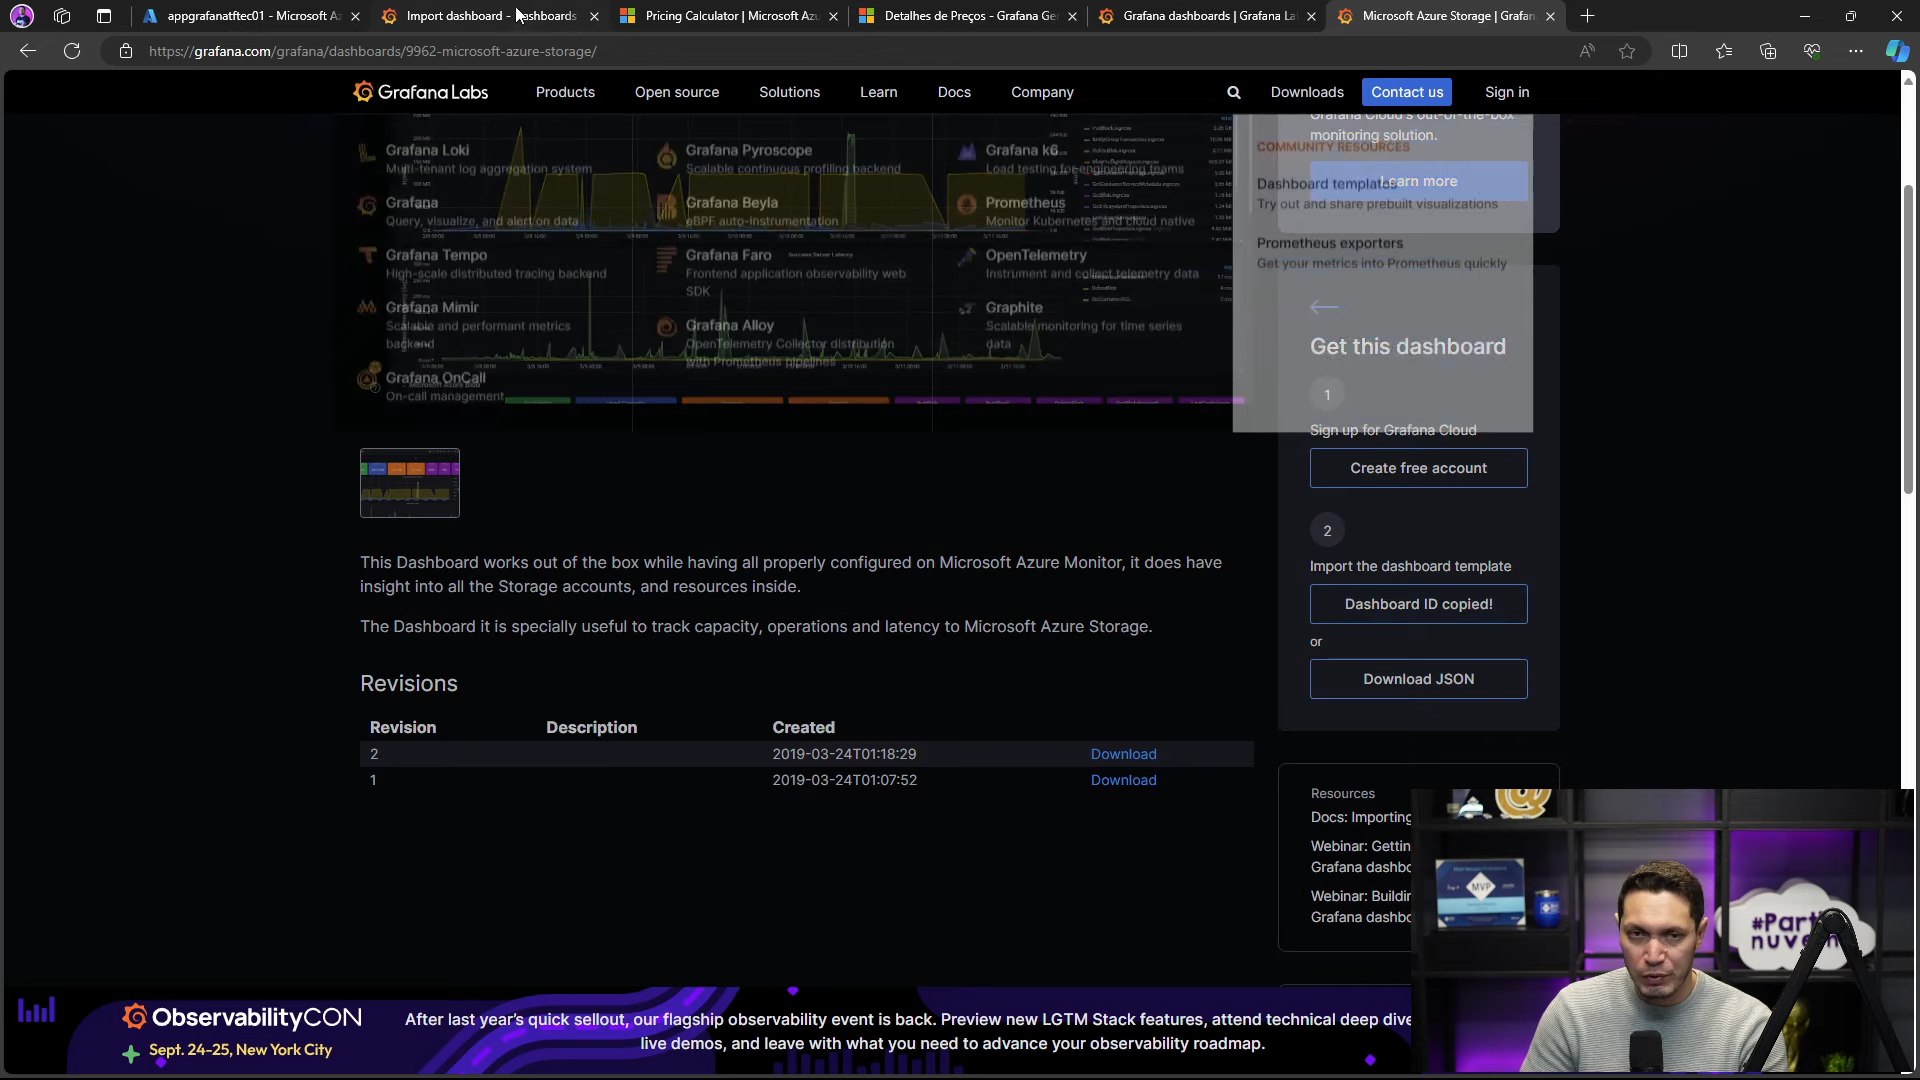 appgrafanatftec01 - Microsoft Az
Import dashboard - Dashboards
Pricing Calculator | Microsoft Azu
Detalhes de Preços - Grafana Ger
Grafana dashboards | Grafana La
Microsoft Azure Storage | Grafan
https://grafana.com/grafana/dashboards/9962-microsoft-azure-storage/
Grafana Labs
Products
Open source
Solutions
Learn
Docs
Company
Downloads
Contact us
Sign in
Grafana Loki
Multi-tenant log aggregation system
Grafana
Query, visualize, and alert on data
Grafana Tempo
High-scale distributed tracing backend
Grafana Mimir
Scalable and performant metrics
backend
Grafana OnCall
On-call management
Grafana Pyroscope
Scalable continuous profiling backend
Grafana Beyla
eBPF auto-instrumentation
Grafana Faro
Frontend application observability web
SDK
Grafana Alloy
OpenTelemetry Collector distribution
with Prometheus pipelines
Grafana k6
Load testing for engineering teams
Prometheus
Monitor Kubernetes and cloud native
OpenTelemetry
Instrument and collect telemetry data
Graphite
Scalable monitoring for time series
data
Grafana Cloud's out-of-the-box
monitoring solution.
COMMUNITY RESOURCES
Learn more
Dashboard templates
Try out and share prebuilt visualizations
Prometheus exporters
Get your metrics into Prometheus quickly
Get this dashboard
1
Sign up for Grafana Cloud
Create free account
2
Import the dashboard template
Dashboard ID copied!
or
Download JSON
This Dashboard works out of the box while having all properly configured on Microsoft Azure Monitor, it does have
insight into all the Storage accounts, and resources inside.
The Dashboard it is specially useful to track capacity, operations and latency to Microsoft Azure Storage.
Revisions
Revision Description Created
2 2019-03-24T01:18:29 Download
1 2019-03-24T01:07:52 Download
Resources
Docs: Importing
Webinar: Gettin
Grafana dashbo
Webinar: Buildin
Grafana dashbo
MVP
#Part
nuvem
ObservabilityCON
Sept. 24-25, New York City
After last year's quick sellout, our flagship observability event is back. Preview new LGTM Stack features, attend technical deep dive
live demos, and leave with what you need to advance your observability roadmap.